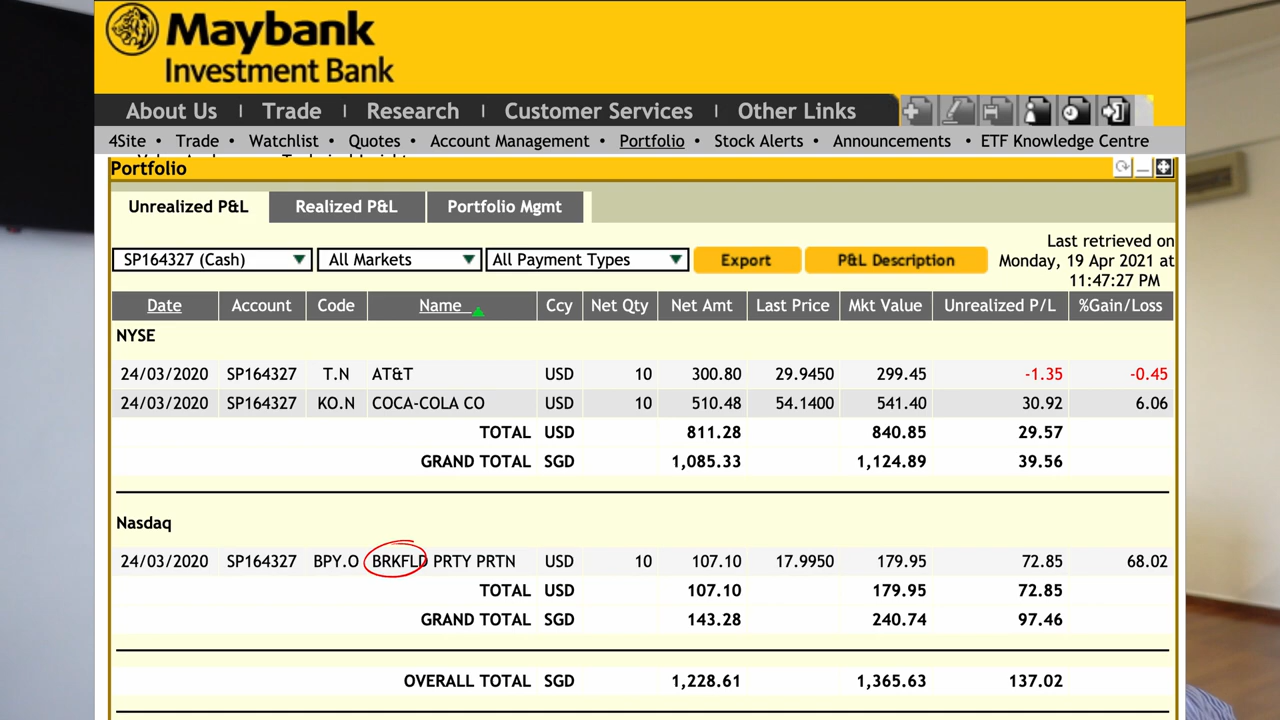 Maybank
Investment Bank
About Us | Trade | Research | Customer Services | Other Links
4Site • Trade • Watchlist • Quotes • Account Management • Portfolio • Stock Alerts • Announcements • ETF Knowledge Centre
Portfolio
Unrealized P&L Realized P&L Portfolio Mgmt
Last retrieved on
SP164327 (Cash) All Markets All Payment Types Export P&L Description Monday, 19 Apr 2021 at
11:47:27 PM
Date Account Code Name Ccy Net Qty Net Amt Last Price Mkt Value Unrealized P/L %Gain/Loss
NYSE
24/03/2020 SP164327 T.N AT&T USD 10 300.80 29.9450 299.45 -1.35 -0.45
24/03/2020 SP164327 KO.N COCA-COLA CO USD 10 510.48 54.1400 541.40 30.92 6.06
TOTAL USD 811.28 840.85 29.57
GRAND TOTAL SGD 1,085.33 1,124.89 39.56
Nasdaq
24/03/2020 SP164327 BPY.O BRKFLD PRTY PRTN USD 10 107.10 17.9950 179.95 72.85 68.02
TOTAL USD 107.10 179.95 72.85
GRAND TOTAL SGD 143.28 240.74 97.46
OVERALL TOTAL SGD 1,228.61 1,365.63 137.02